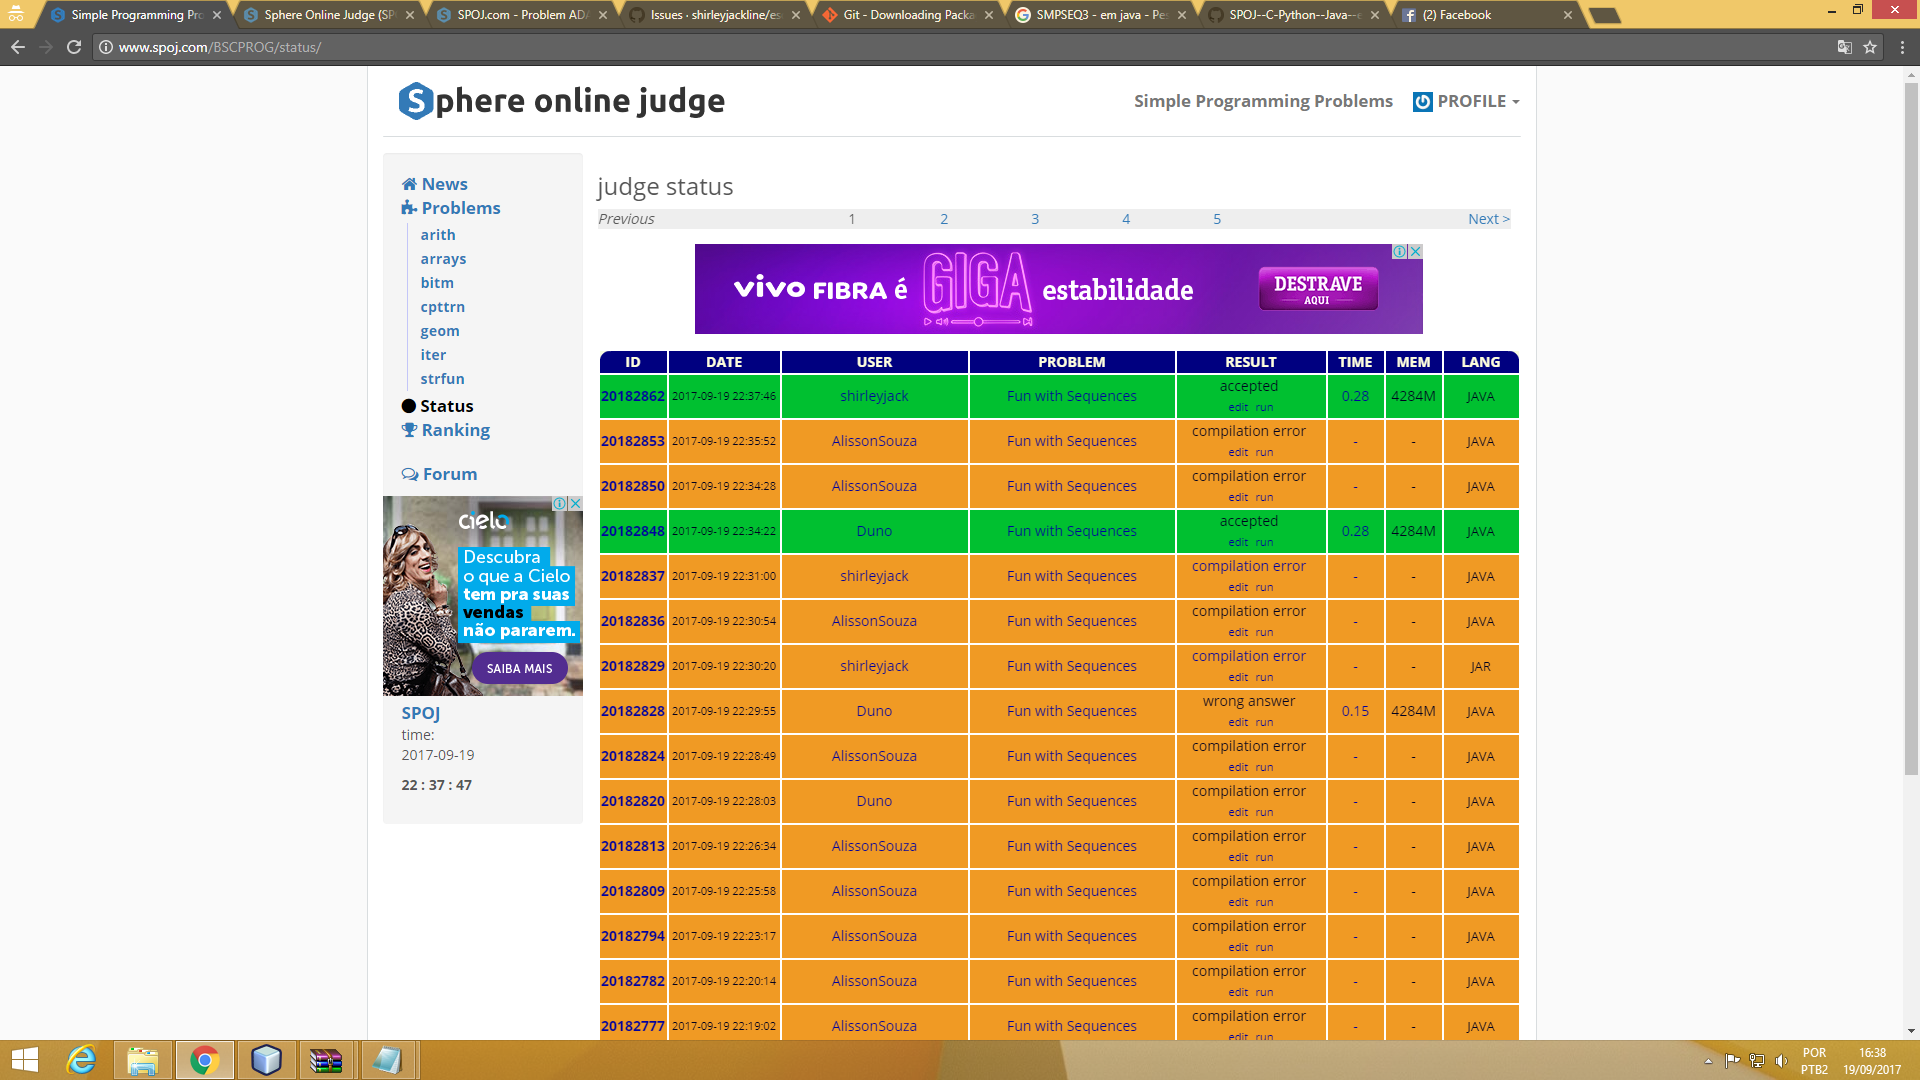 Simple Programming Pro
Sphere Online Judge (SP
SPOJ.com - Problem ADA
Issues · shirleyjackline/es
Git - Downloading Packa
SMPSEQ3 - em java - Pes
SPOJ--C-Python--Java--e
(2) Facebook
www.spoj.com/BSCPROG/status/
Sphere online judge
Simple Programming Problems
PROFILE
News
Problems
arith
arrays
bitm
cpttrn
geom
iter
strfun
Status
Ranking
Forum
cielo
Descubra
o que a Cielo
tem pra suas
vendas
não pararem.
SAIBA MAIS
SPOJ
time:
2017-09-19
22 : 37 : 47
judge status
Previous 1 2 3 4 5 Next >
vivo FIBRA é GIGA estabilidade
DESTRAVE
AQUI
ID DATE USER PROBLEM RESULT TIME MEM LANG
20182862 2017-09-19 22:37:46 shirleyjack Fun with Sequences accepted edit run 0.28 4284M JAVA
20182853 2017-09-19 22:35:52 AlissonSouza Fun with Sequences compilation error edit run - - JAVA
20182850 2017-09-19 22:34:28 AlissonSouza Fun with Sequences compilation error edit run - - JAVA
20182848 2017-09-19 22:34:22 Duno Fun with Sequences accepted edit run 0.28 4284M JAVA
20182837 2017-09-19 22:31:00 shirleyjack Fun with Sequences compilation error edit run - - JAVA
20182836 2017-09-19 22:30:54 AlissonSouza Fun with Sequences compilation error edit run - - JAVA
20182829 2017-09-19 22:30:20 shirleyjack Fun with Sequences compilation error edit run - - JAR
20182828 2017-09-19 22:29:55 Duno Fun with Sequences wrong answer edit run 0.15 4284M JAVA
20182824 2017-09-19 22:28:49 AlissonSouza Fun with Sequences compilation error edit run - - JAVA
20182820 2017-09-19 22:28:03 Duno Fun with Sequences compilation error edit run - - JAVA
20182813 2017-09-19 22:26:34 AlissonSouza Fun with Sequences compilation error edit run - - JAVA
20182809 2017-09-19 22:25:58 AlissonSouza Fun with Sequences compilation error edit run - - JAVA
20182794 2017-09-19 22:23:17 AlissonSouza Fun with Sequences compilation error edit run - - JAVA
20182782 2017-09-19 22:20:14 AlissonSouza Fun with Sequences compilation error edit run - - JAVA
20182777 2017-09-19 22:19:02 AlissonSouza Fun with Sequences compilation error edit run - - JAVA
POR
PTB2
16:38
19/09/2017